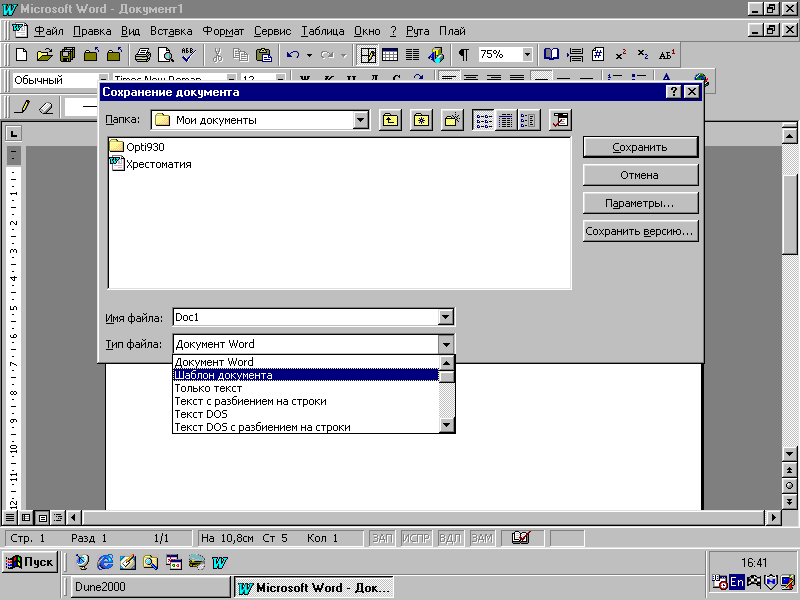 Microsoft Word - Документ1
Файл Правка Вид Вставка Формат Сервис Таблица Окно ? Рута Плай
75%
Обычный Times New Roman 12
Сохранение документа
Папка: Мои документы
Opti930
Хрестоматия
Сохранить
Отмена
Параметры...
Сохранить версию...
Имя файла: Doc1
Тип файла: Документ Word
Документ Word
Шаблон документа
Только текст
Текст с разбиением на строки
Текст DOS
Текст DOS с разбиением на строки
Стр. 1 Разд 1 1/1 На 10,8см Ст 5 Кол 1 ЗАП ИСПР ВДЛ ЗАМ
Пуск
16:41
En
Dune2000
Microsoft Word - Док...